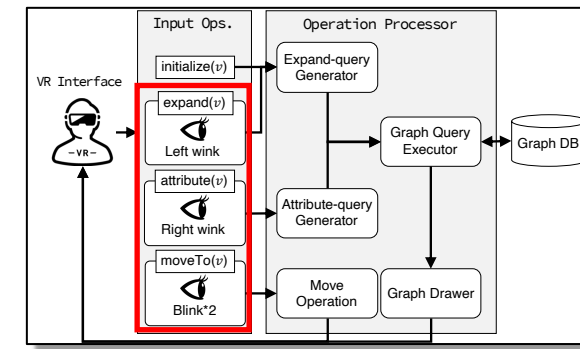 Input Ops.
Operation Processor
VR Interface
-VR-
initialize(v)
expand(v)
Left wink
attribute(v)
Right wink
moveTo(v)
Blink*2
Expand-query
Generator
Attribute-query
Generator
Move
Operation
Graph Query
Executor
Graph Drawer
Graph DB